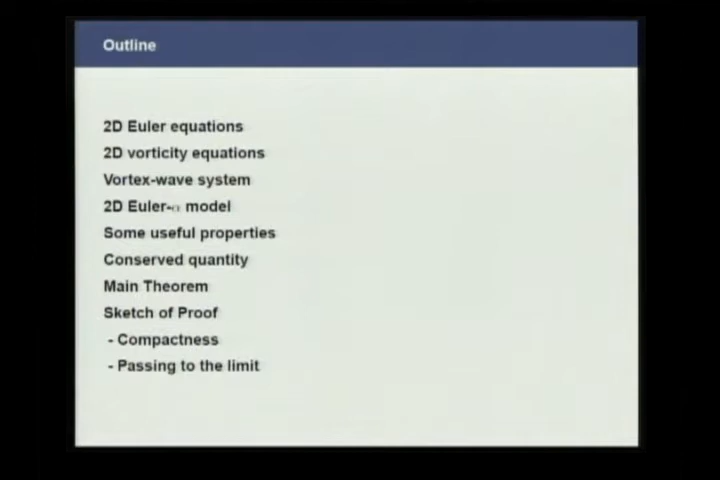 Outline
2D Euler equations
2D vorticity equations
Vortex-wave system
2D Euler-α model
Some useful properties
Conserved quantity
Main Theorem
Sketch of Proof
- Compactness
- Passing to the limit